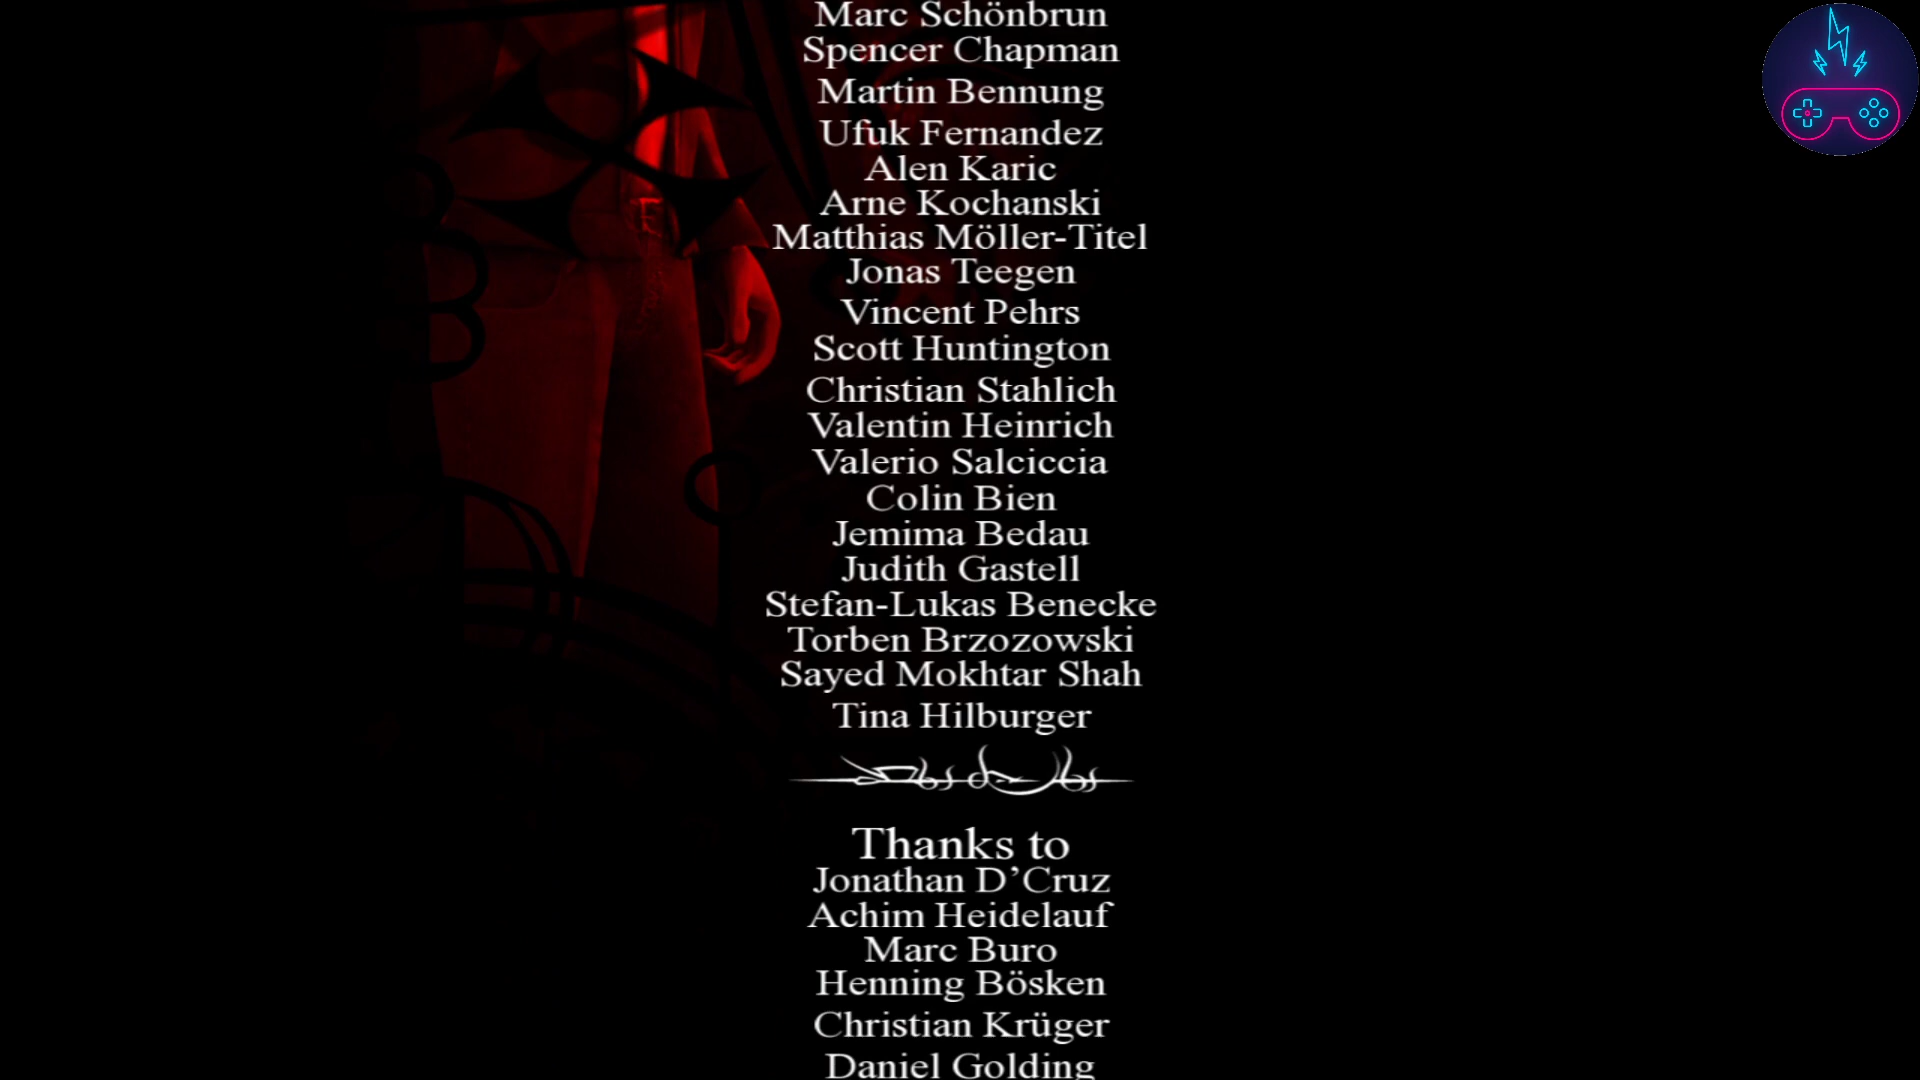 Marc Schönbrun
Spencer Chapman
Martin Bennung
Ufuk Fernandez
Alen Karic
Arne Kochanski
Matthias Möller-Titel
Jonas Teegen
Vincent Pehrs
Scott Huntington
Christian Stahlich
Valentin Heinrich
Valerio Salciccia
Colin Bien
Jemima Bedau
Judith Gastell
Stefan-Lukas Benecke
Torben Brzozowski
Sayed Mokhtar Shah
Tina Hilburger
Thanks to
Jonathan D’Cruz
Achim Heidelauf
Marc Buro
Henning Bösken
Christian Krüger
Daniel Golding